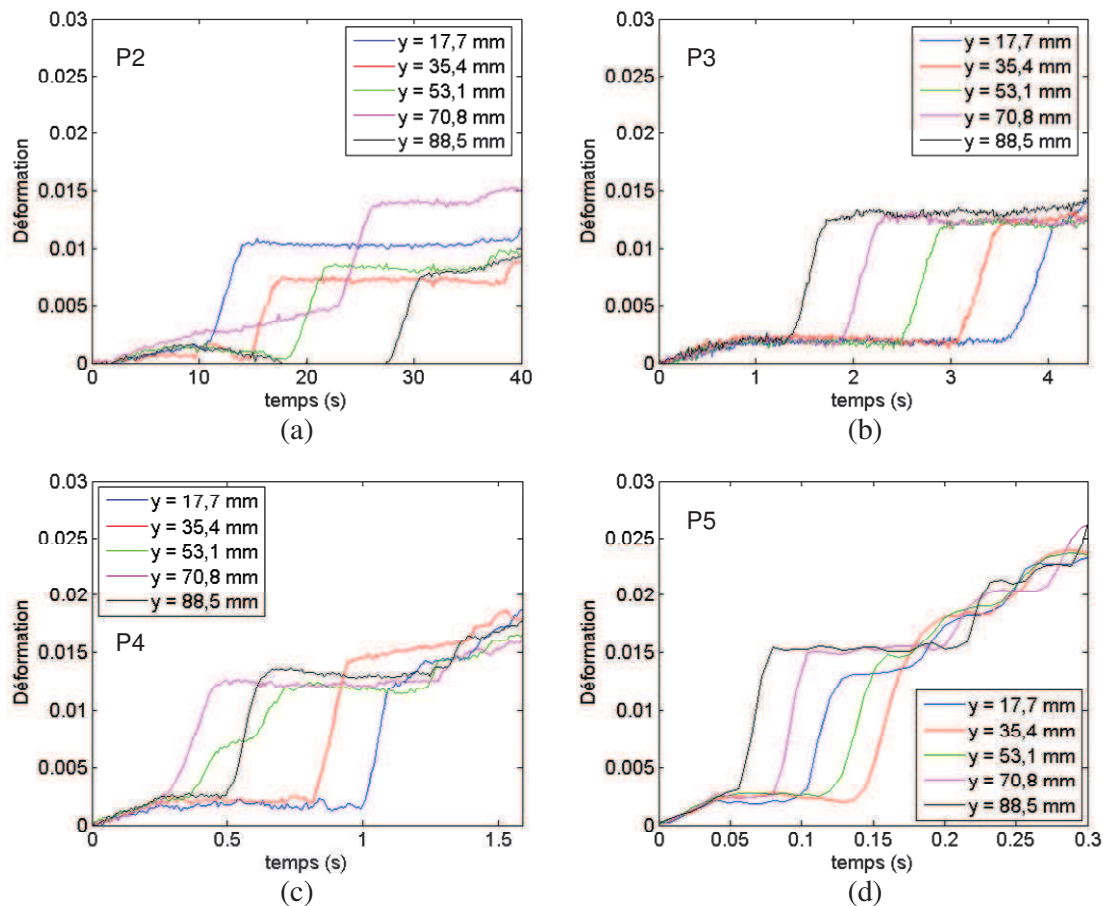 P2
y = 17,7 mm
y = 35,4 mm
y = 53,1 mm
y = 70,8 mm
y = 88,5 mm
0.03
0.025
0.02
0.015
0.01
0.005
0
Déformation
0 10 20 30 40
temps (s)
(a)
P3
y = 17,7 mm
y = 35,4 mm
y = 53,1 mm
y = 70,8 mm
y = 88,5 mm
0.03
0.025
0.02
0.015
0.01
0.005
0
Déformation
0 1 2 3 4
temps (s)
(b)
y = 17,7 mm
y = 35,4 mm
y = 53,1 mm
y = 70,8 mm
y = 88,5 mm
P4
0.03
0.025
0.02
0.015
0.01
0.005
0
Déformation
0 0.5 1 1.5
temps (s)
(c)
P5
y = 17,7 mm
y = 35,4 mm
y = 53,1 mm
y = 70,8 mm
y = 88,5 mm
0.03
0.025
0.02
0.015
0.01
0.005
0
Déformation
0 0.05 0.1 0.15 0.2 0.25 0.3
temps (s)
(d)